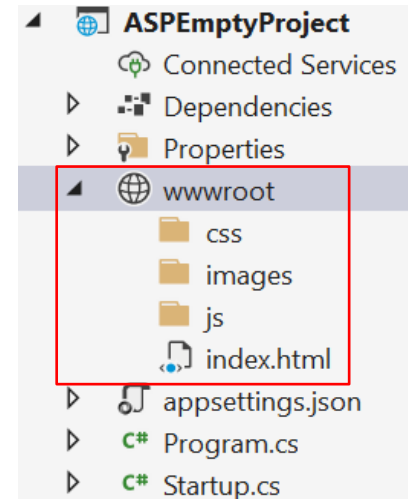 ASPEmptyProject
Connected Services
Dependencies
Properties
wwwroot
css
images
js
index.html
appsettings.json
C# Program.cs
C# Startup.cs